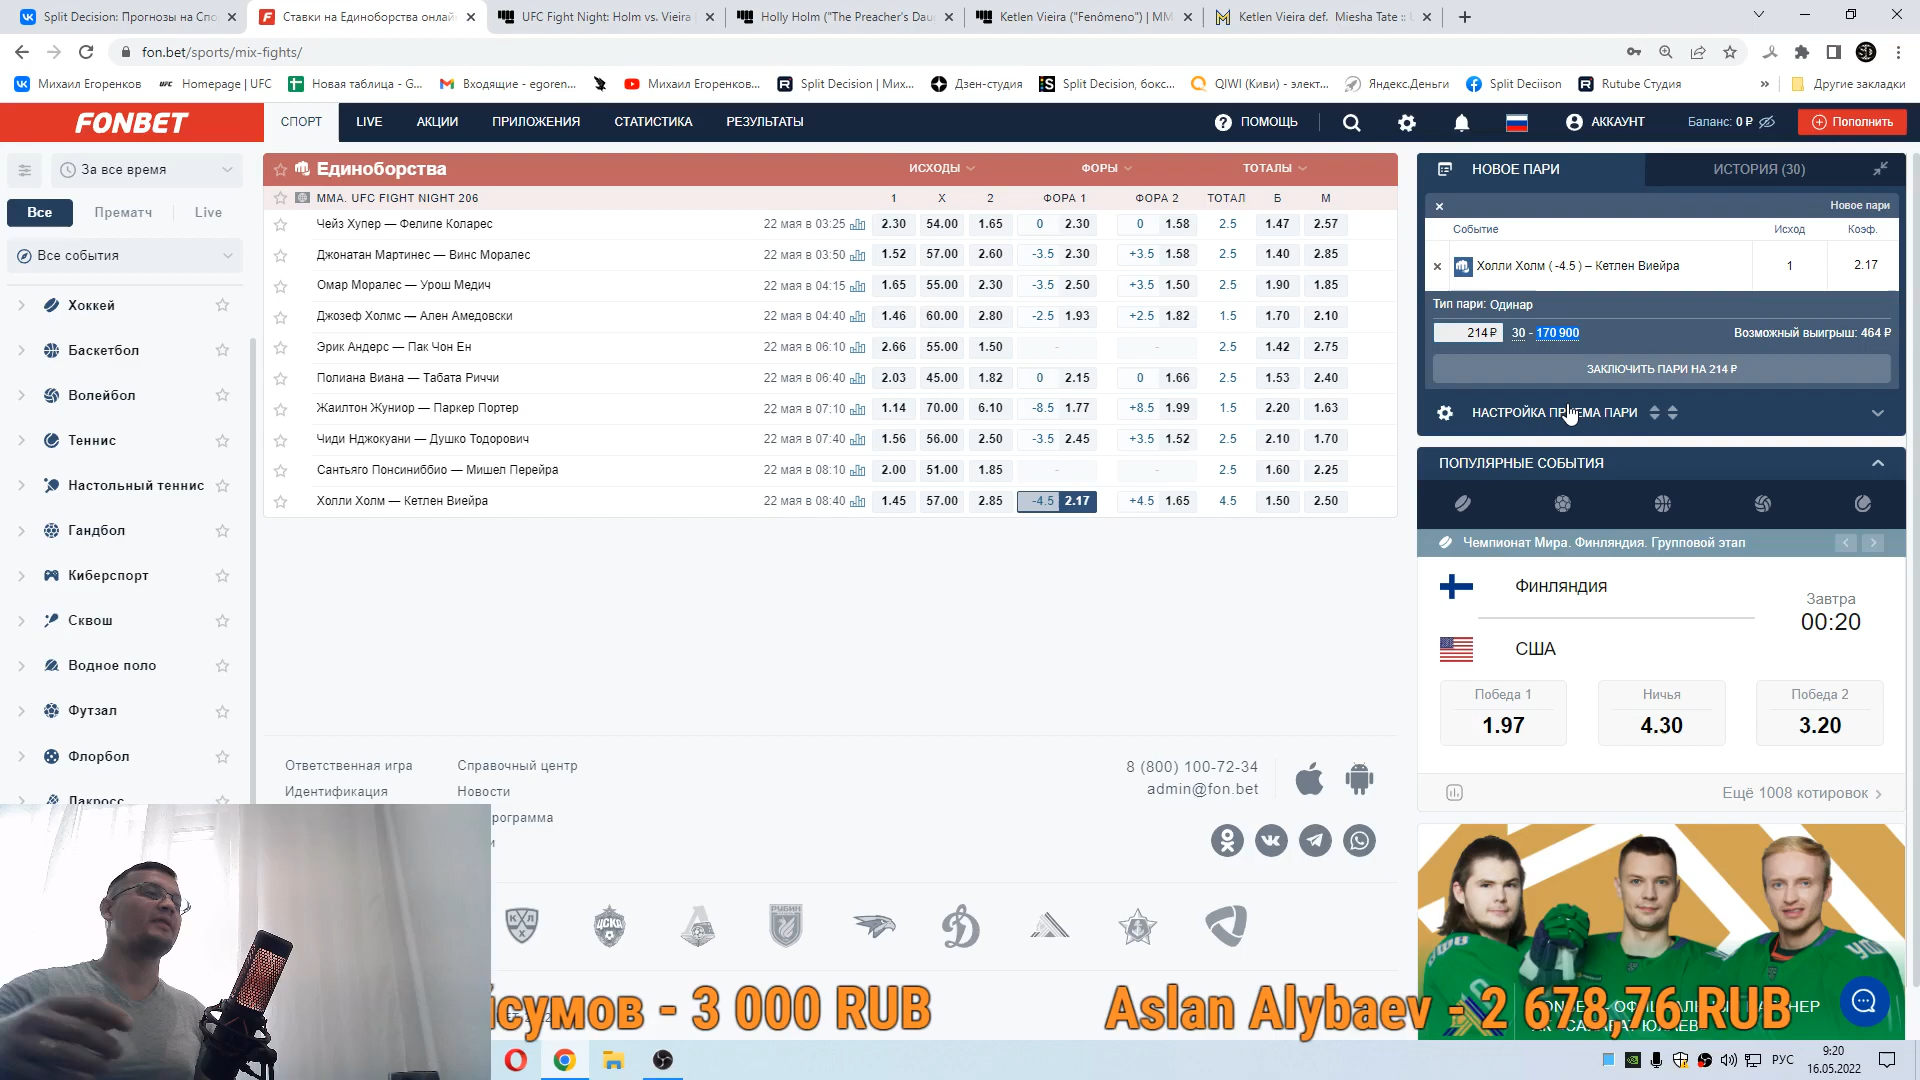 Split Decision: Прогнозы на Спо
Ставки на Единоборства онлай
UFC Fight Night: Holm vs. Vieira
Holly Holm ("The Preacher's Dau
Ketlen Vieira ("Fenômeno") | MM
Ketlen Vieira def. Miesha Tate ::
fon.bet/sports/mix-fights/
Михаил Егоренков
Homepage | UFC
Новая таблица - G...
Входящие - egoren...
Михаил Егоренков...
Split Decision | Мих...
Дзен-студия
Split Decision, бокс...
QIWI (Киви) - элект...
Яндекс.Деньги
Split Deciison
Rutube Студия
Другие закладки
FONBET
СПОРТ
LIVE
АКЦИИ
ПРИЛОЖЕНИЯ
СТАТИСТИКА
РЕЗУЛЬТАТЫ
ПОМОЩЬ
АККАУНТ
Баланс: 0 ₽
Пополнить
За все время
Все
Прематч
Live
Все события
Хоккей
Баскетбол
Волейбол
Теннис
Настольный теннис
Гандбол
Киберспорт
Сквош
Водное поло
Футзал
Флорбол
Лакросс
Единоборства ИСХОДЫ ФОРЫ ТОТАЛЫ
ММА. UFC FIGHT NIGHT 206 1 X 2 ФОРА 1 ФОРА 2 ТОТАЛ Б М
Чейз Хупер — Фелипе Коларес 22 мая в 03:25 2.30 54.00 1.65 0 2.30 0 1.58 2.5 1.47 2.57
Джонатан Мартинес — Винс Моралес 22 мая в 03:50 1.52 57.00 2.60 -3.5 2.30 +3.5 1.58 2.5 1.40 2.85
Омар Моралес — Урош Медич 22 мая в 04:15 1.65 55.00 2.30 -3.5 2.50 +3.5 1.50 2.5 1.90 1.85
Джозеф Холмс — Ален Амедовски 22 мая в 04:40 1.46 60.00 2.80 -2.5 1.93 +2.5 1.82 1.5 1.70 2.10
Эрик Андерс — Пак Чон Ен 22 мая в 06:10 2.66 55.00 1.50 - - 2.5 1.42 2.75
Полиана Виана — Табата Риччи 22 мая в 06:40 2.03 45.00 1.82 0 2.15 0 1.66 2.5 1.53 2.40
Жаилтон Жуниор — Паркер Портер 22 мая в 07:10 1.14 70.00 6.10 -8.5 1.77 +8.5 1.99 1.5 2.20 1.63
Чиди Нджокуани — Душко Тодорович 22 мая в 07:40 1.56 56.00 2.50 -3.5 2.45 +3.5 1.52 2.5 2.10 1.70
Сантьяго Понсиниббио — Мишел Перейра 22 мая в 08:10 2.00 51.00 1.85 - - 2.5 1.60 2.25
Холли Холм — Кетлен Виейра 22 мая в 08:40 1.45 57.00 2.85 -4.5 2.17 +4.5 1.65 4.5 1.50 2.50
НОВОЕ ПАРИ
ИСТОРИЯ (30)
Новое пари
Событие Исход Коэф.
Холли Холм ( -4.5 ) – Кетлен Виейра 1 2.17
Тип пари: Одинар
214 ₽ 30 - 170 900 Возможный выигрыш: 464 ₽
ЗАКЛЮЧИТЬ ПАРИ НА 214 ₽
НАСТРОЙКА ПРИЕМА ПАРИ
ПОПУЛЯРНЫЕ СОБЫТИЯ
Чемпионат Мира. Финляндия. Групповой этап
Финляндия
Завтра
00:20
США
Победа 1 Ничья Победа 2
1.97 4.30 3.20
Ещё 1008 котировок
Ответственная игра
Справочный центр
Идентификация
Новости
рограмма
8 (800) 100-72-34
admin@fon.bet
йсумов - 3 000 RUB
Aslan Alybaev - 2 678,76 RUB
РУС
9:20
16.05.2022